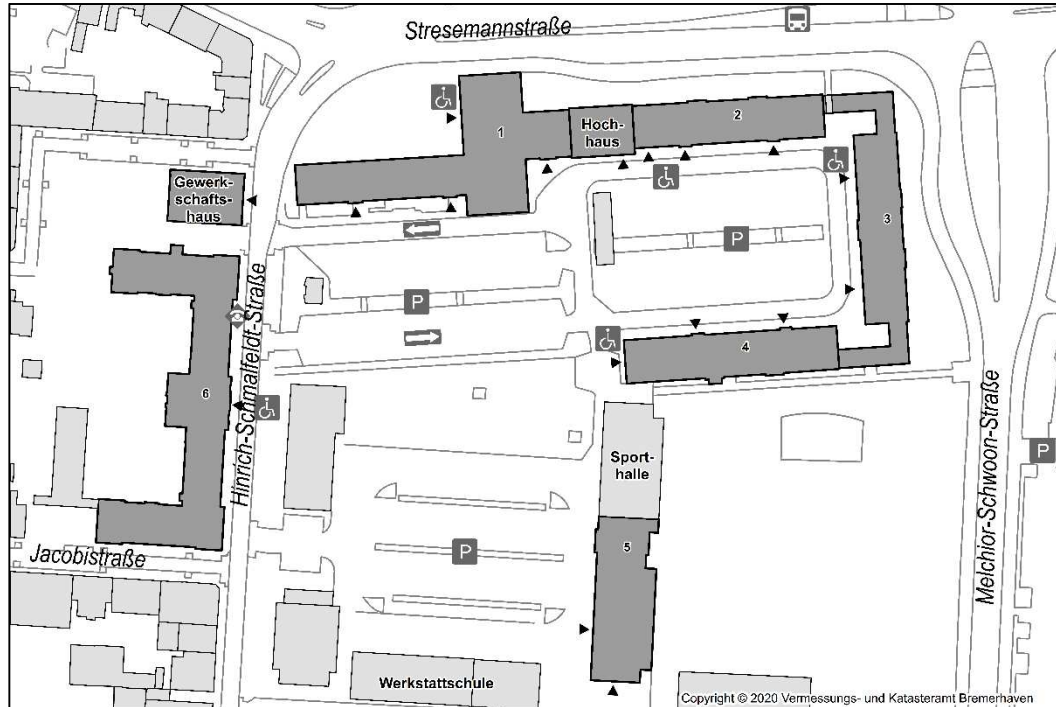 Stresemannstraße
1
2
Hoch-
haus
Gewerk-
schafts-
haus
3
P
P
4
6
Hinrich-Schmalfeldt-Straße
Sport-
halle
P
Melchior-Schwoon-Straße
P
5
Jacobistraße
Werkstattschule
Copyright © 2020 Vermessungs- und Katasteramt Bremerhaven